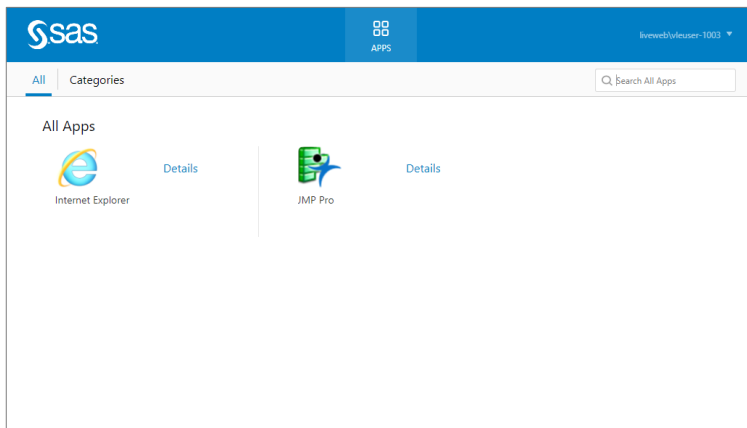 sas
APPS
liveweb\vleuser-1003
All
Categories
Search All Apps
All Apps
Details
Details
Internet Explorer
JMP Pro